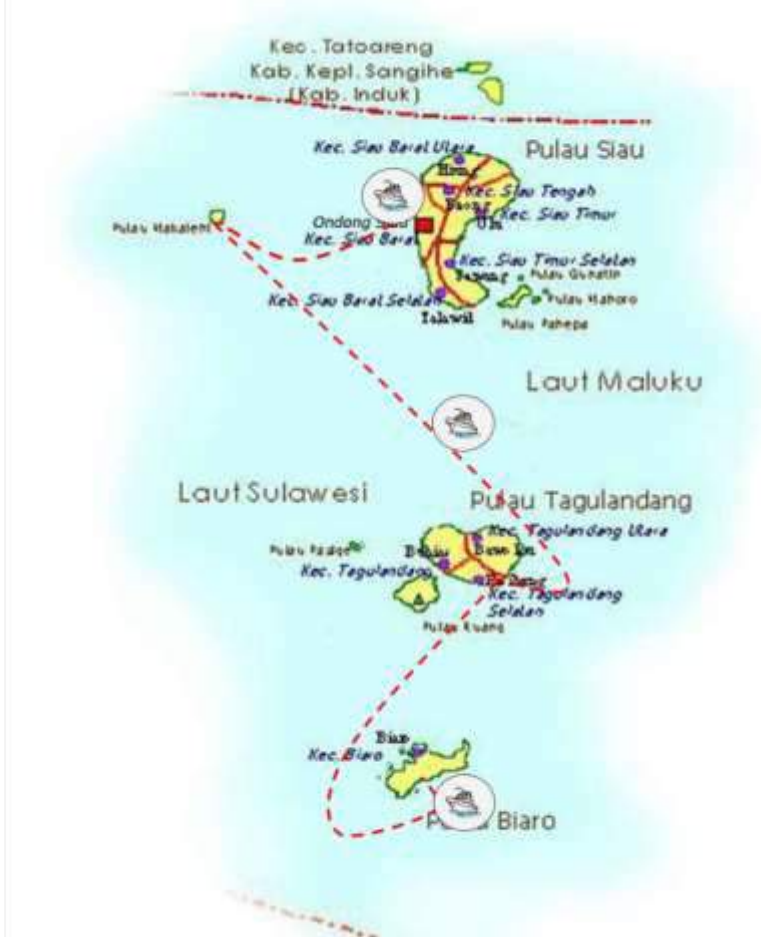 Kec. Tatoareng
Kab. Kepl. Sangihe
(Kab. Induk)
Kec. Siau Barat Utara
Pulau Siau
Kec. Siau Tengah
Kec. Siau Timur
Ulu
Ondong Siau
Kec. Siau Barat
Kec. Siau Timur Selatan
Kec. Siau Barat Selatan
Pulau Mahoro
Pulau Pahepa
Laut Maluku
Laut Sulawesi
Pulau Tagulandang
Kec. Tagulandang Utara
Kec. Tagulandang
Kec. Tagulandang
Selatan
Pulau Ruang
Biaro
Kec. Biaro
Biaro